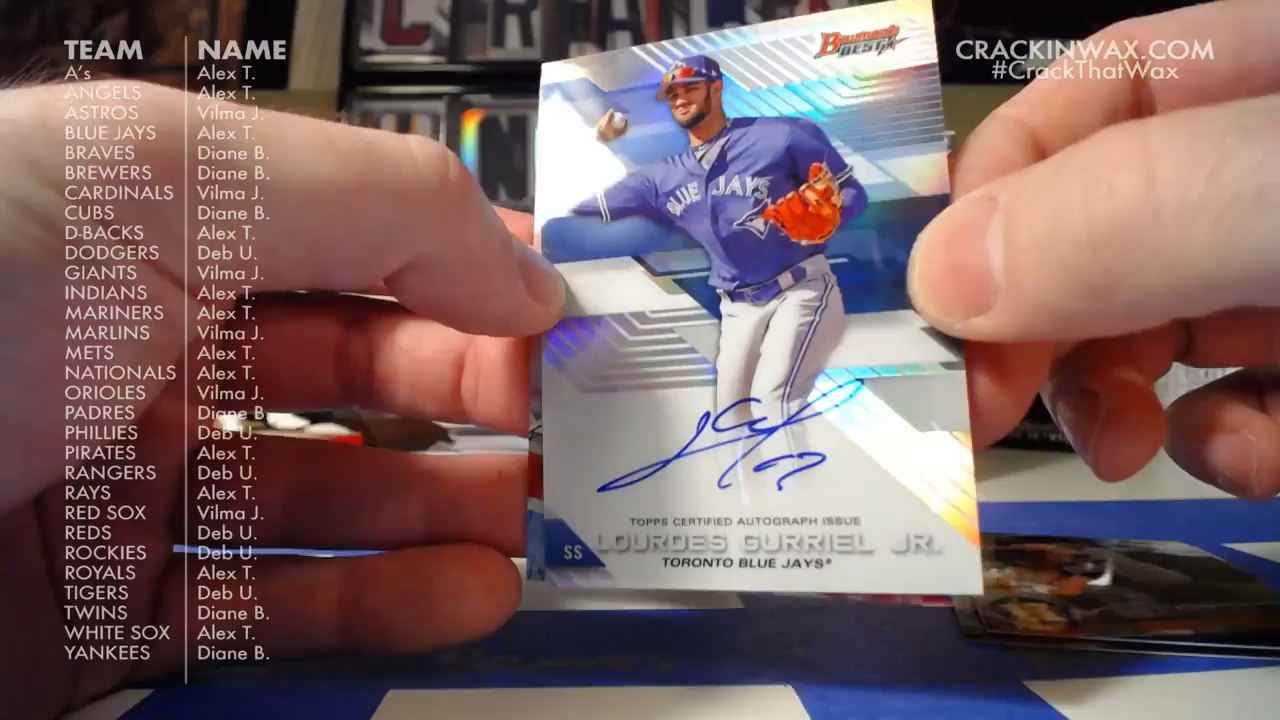 TEAM NAME
A's Alex T.
ANGELS Alex T.
ASTROS Vilma J.
BLUE JAYS Alex T.
BRAVES Diane B.
BREWERS Diane B.
CARDINALS Vilma J.
CUBS Diane B.
D-BACKS Alex T.
DODGERS Deb U.
GIANTS Vilma J.
INDIANS Alex T.
MARINERS Alex T.
MARLINS Vilma J.
METS Alex T.
NATIONALS Alex T.
ORIOLES Vilma J.
PADRES Diane B.
PHILLIES Deb U.
PIRATES Alex T.
RANGERS Deb U.
RAYS Alex T.
RED SOX Vilma J.
REDS Deb U.
ROCKIES Deb U.
ROYALS Alex T.
TIGERS Deb U.
TWINS Diane B.
WHITE SOX Alex T.
YANKEES Diane B.
CRACKINWAX.COM
#CrackThatWax
Bowman's
BEST
BLUE JAYS
TOPPS CERTIFIED AUTOGRAPH ISSUE
SS LOURDES GURRIEL JR.
TORONTO BLUE JAYS®